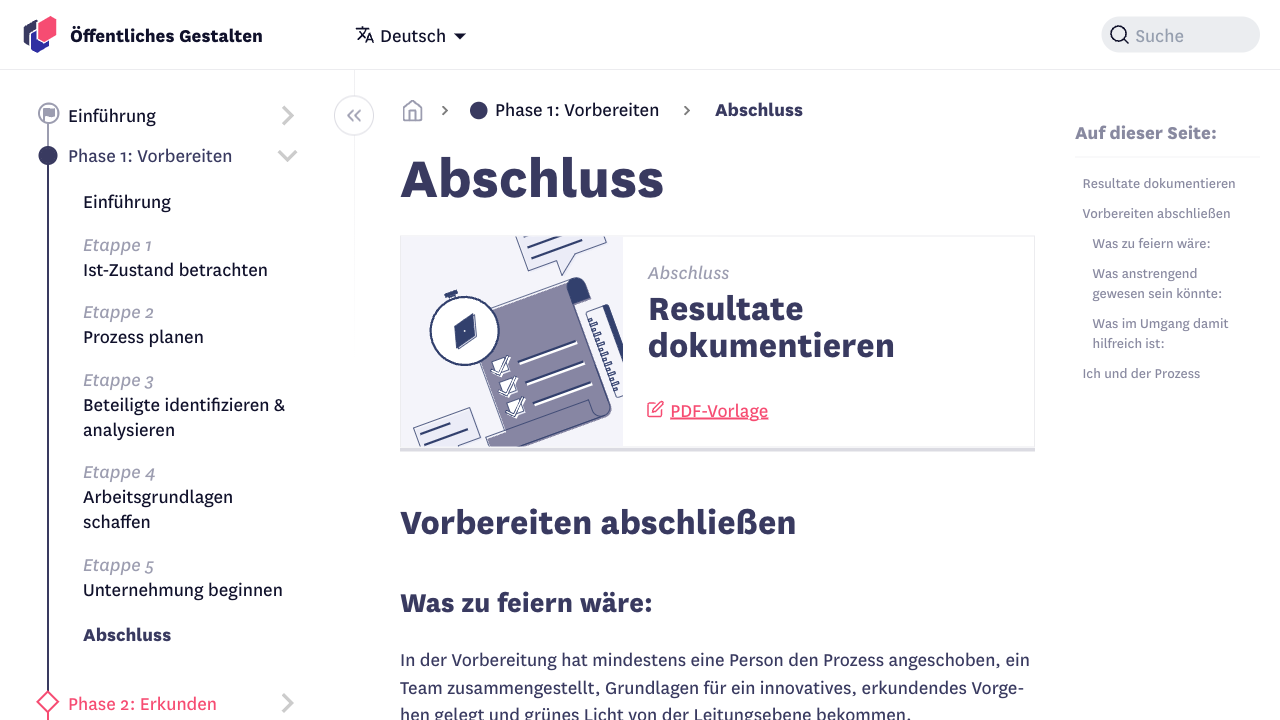 Öffentliches Gestalten
Deutsch
Suche
Einführung
Phase 1: Vorbereiten
Einführung
Etappe 1
Ist-Zustand betrachten
Etappe 2
Prozess planen
Etappe 3
Beteiligte identifizieren &
analysieren
Etappe 4
Arbeitsgrundlagen
schaffen
Etappe 5
Unternehmung beginnen
Abschluss
Phase 2: Erkunden
Phase 1: Vorbereiten
Abschluss
Abschluss
Abschluss
Resultate
dokumentieren
PDF-Vorlage
Vorbereiten abschließen
Was zu feiern wäre:
In der Vorbereitung hat mindestens eine Person den Prozess angeschoben, ein
Team zusammengestellt, Grundlagen für ein innovatives, erkundendes Vorge-
hen gelegt und grünes Licht von der Leitungsebene bekommen.
Auf dieser Seite:
Resultate dokumentieren
Vorbereiten abschließen
Was zu feiern wäre:
Was anstrengend
gewesen sein könnte:
Was im Umgang damit
hilfreich ist:
Ich und der Prozess